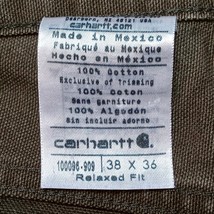 Dearborn, MI 48121 USA
carhartt.com
Made in Mexico
Fabriqué au Mexique
Hecho en México
100% Cotton
Exclusive of Trimming
100% Coton
Sans garniture
100% Algodón
sin incluir adorno
carhartt
100096-909
38 X 36
Relaxed Fit